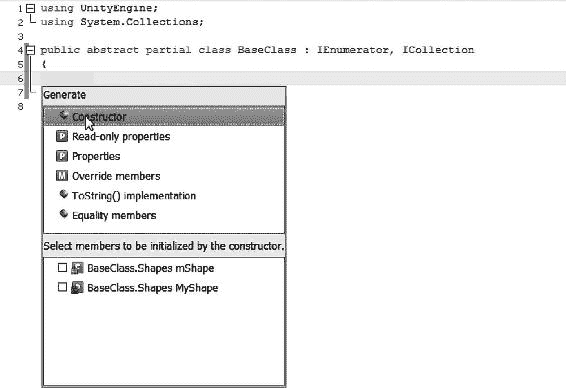 1 using UnityEngine;
2 using System.Collections;
3
4 public abstract partial class BaseClass : IEnumerator, ICollection
5 {
6
7
8
Generate
Constructor
P Read-only properties
P Properties
M Override members
ToString() implementation
Equality members
Select members to be initialized by the constructor.
BaseClass.Shapes mShape
BaseClass.Shapes MyShape